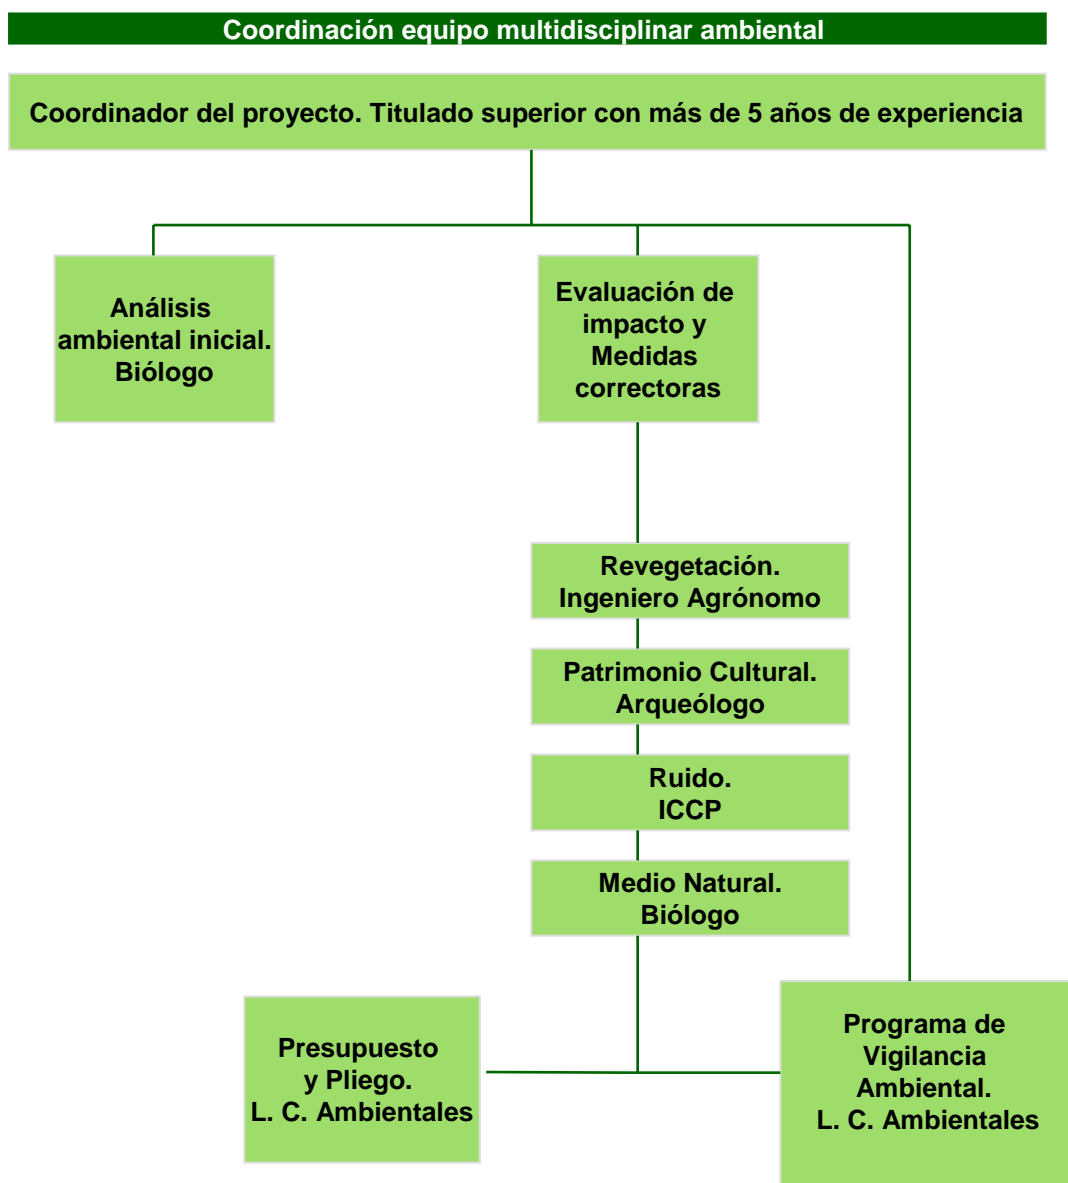 Coordinación equipo multidisciplinar ambiental
Coordinador del proyecto. Titulado superior con más de 5 años de experiencia
Análisis
ambiental inicial.
Biólogo
Evaluación de
impacto y
Medidas
correctoras
Revegetación.
Ingeniero Agrónomo
Patrimonio Cultural.
Arqueólogo
Ruido.
ICCP
Medio Natural.
Biólogo
Presupuesto
y Pliego.
L. C. Ambientales
Programa de
Vigilancia
Ambiental.
L. C. Ambientales